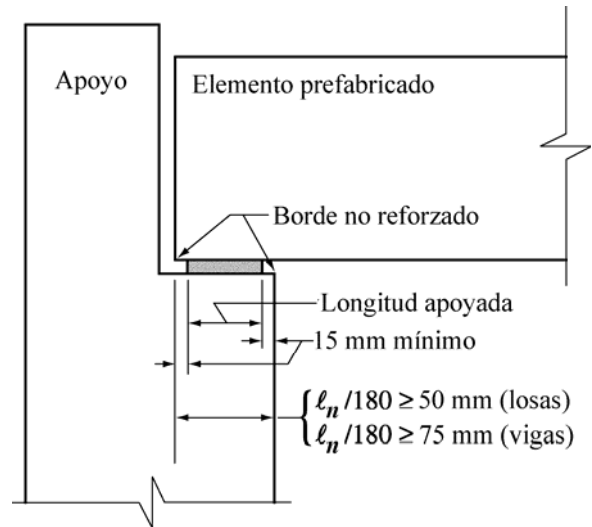 Apoyo
Elemento prefabricado
Borde no reforzado
Longitud apoyada
15 mm mínimo
ℓn /180 ≥ 50 mm (losas)
ℓn /180 ≥ 75 mm (vigas)